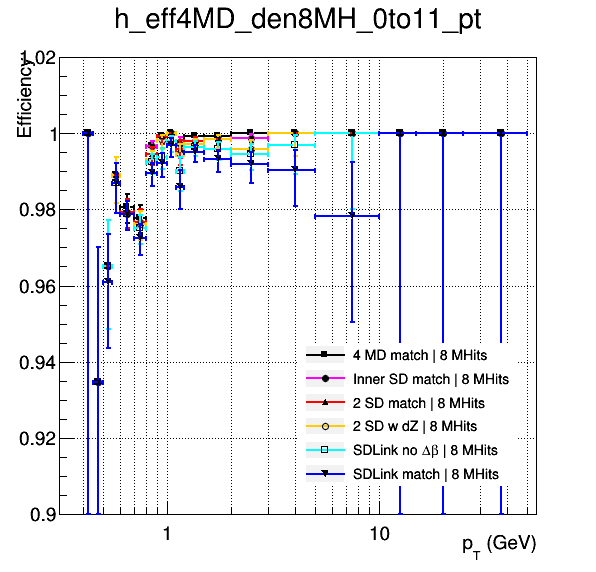 h_eff4MD_den8MH_0to11_pt
Efficiency
1.02
1
0.98
0.96
0.94
0.92
0.9
4 MD match | 8 MHits
Inner SD match | 8 MHits
2 SD match | 8 MHits
2 SD w dZ | 8 MHits
SDLink no Δβ | 8 MHits
SDLink match | 8 MHits
1
10
p_T (GeV)